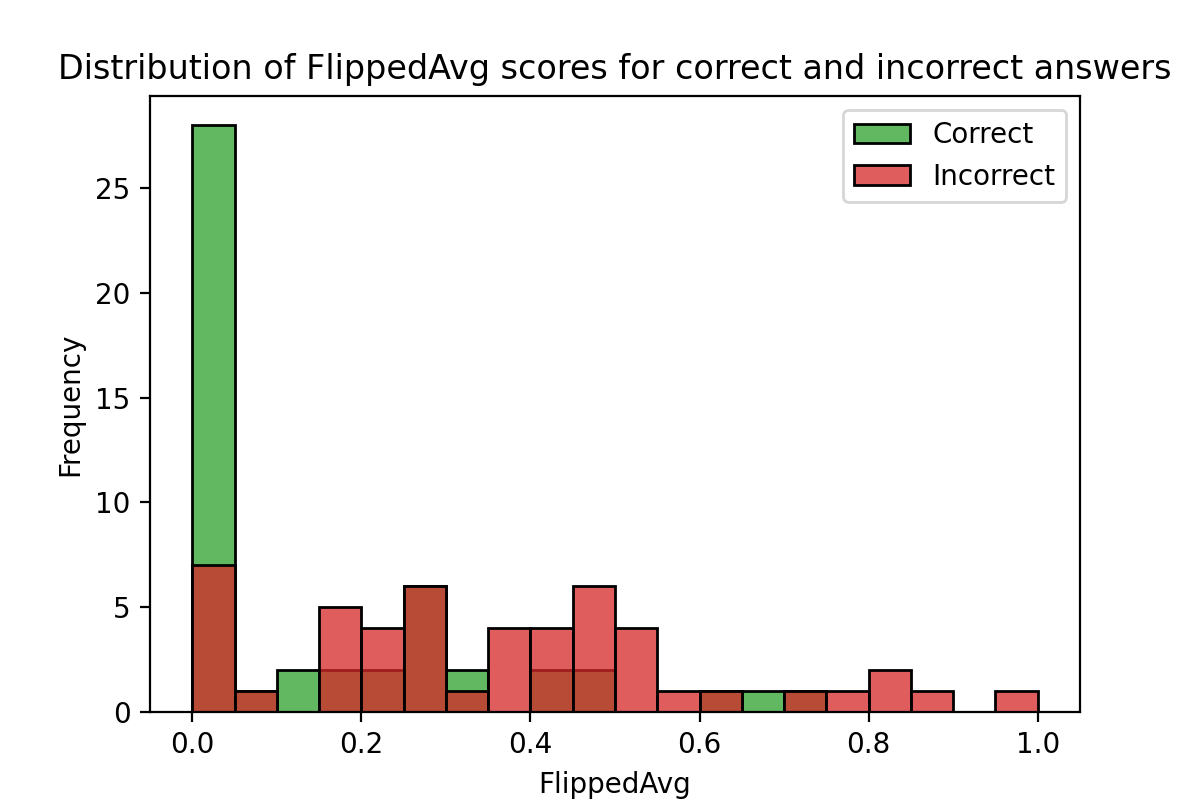 Distribution of FlippedAvg scores for correct and incorrect answers
Correct
Incorrect
Frequency
25
20
15
10
5
0
0.0 0.2 0.4 0.6 0.8 1.0
FlippedAvg